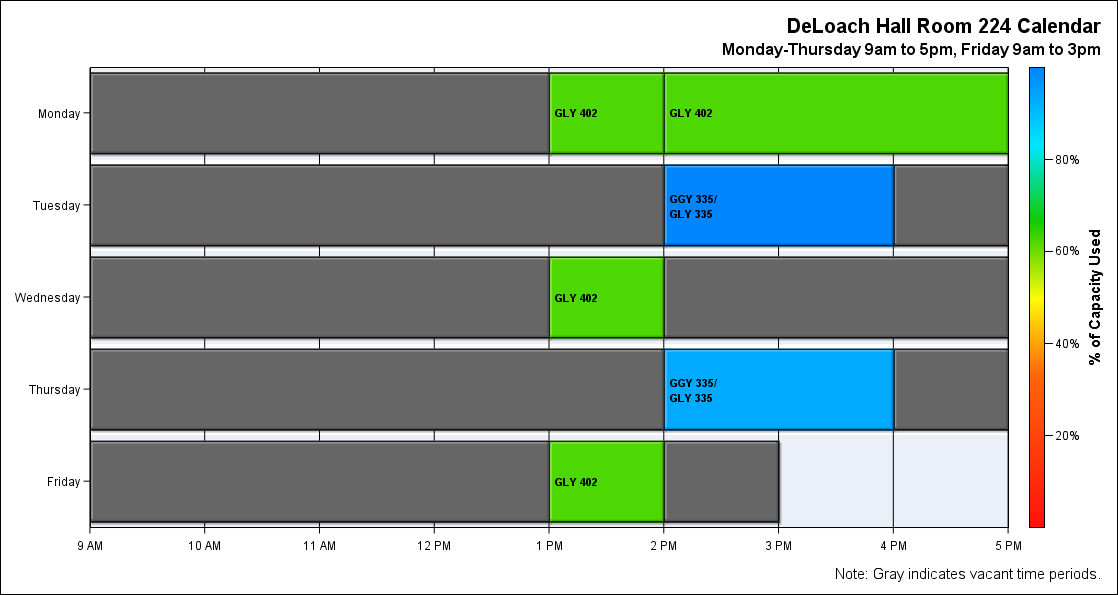 DeLoach Hall Room 224 Calendar
Monday-Thursday 9am to 5pm, Friday 9am to 3pm
Monday
GLY 402
GLY 402
Tuesday
GGY 335/
GLY 335
Wednesday
GLY 402
Thursday
GGY 335/
GLY 335
Friday
GLY 402
9 AM
10 AM
11 AM
12 PM
1 PM
2 PM
3 PM
4 PM
5 PM
80%
60%
40%
20%
% of Capacity Used
Note: Gray indicates vacant time periods.